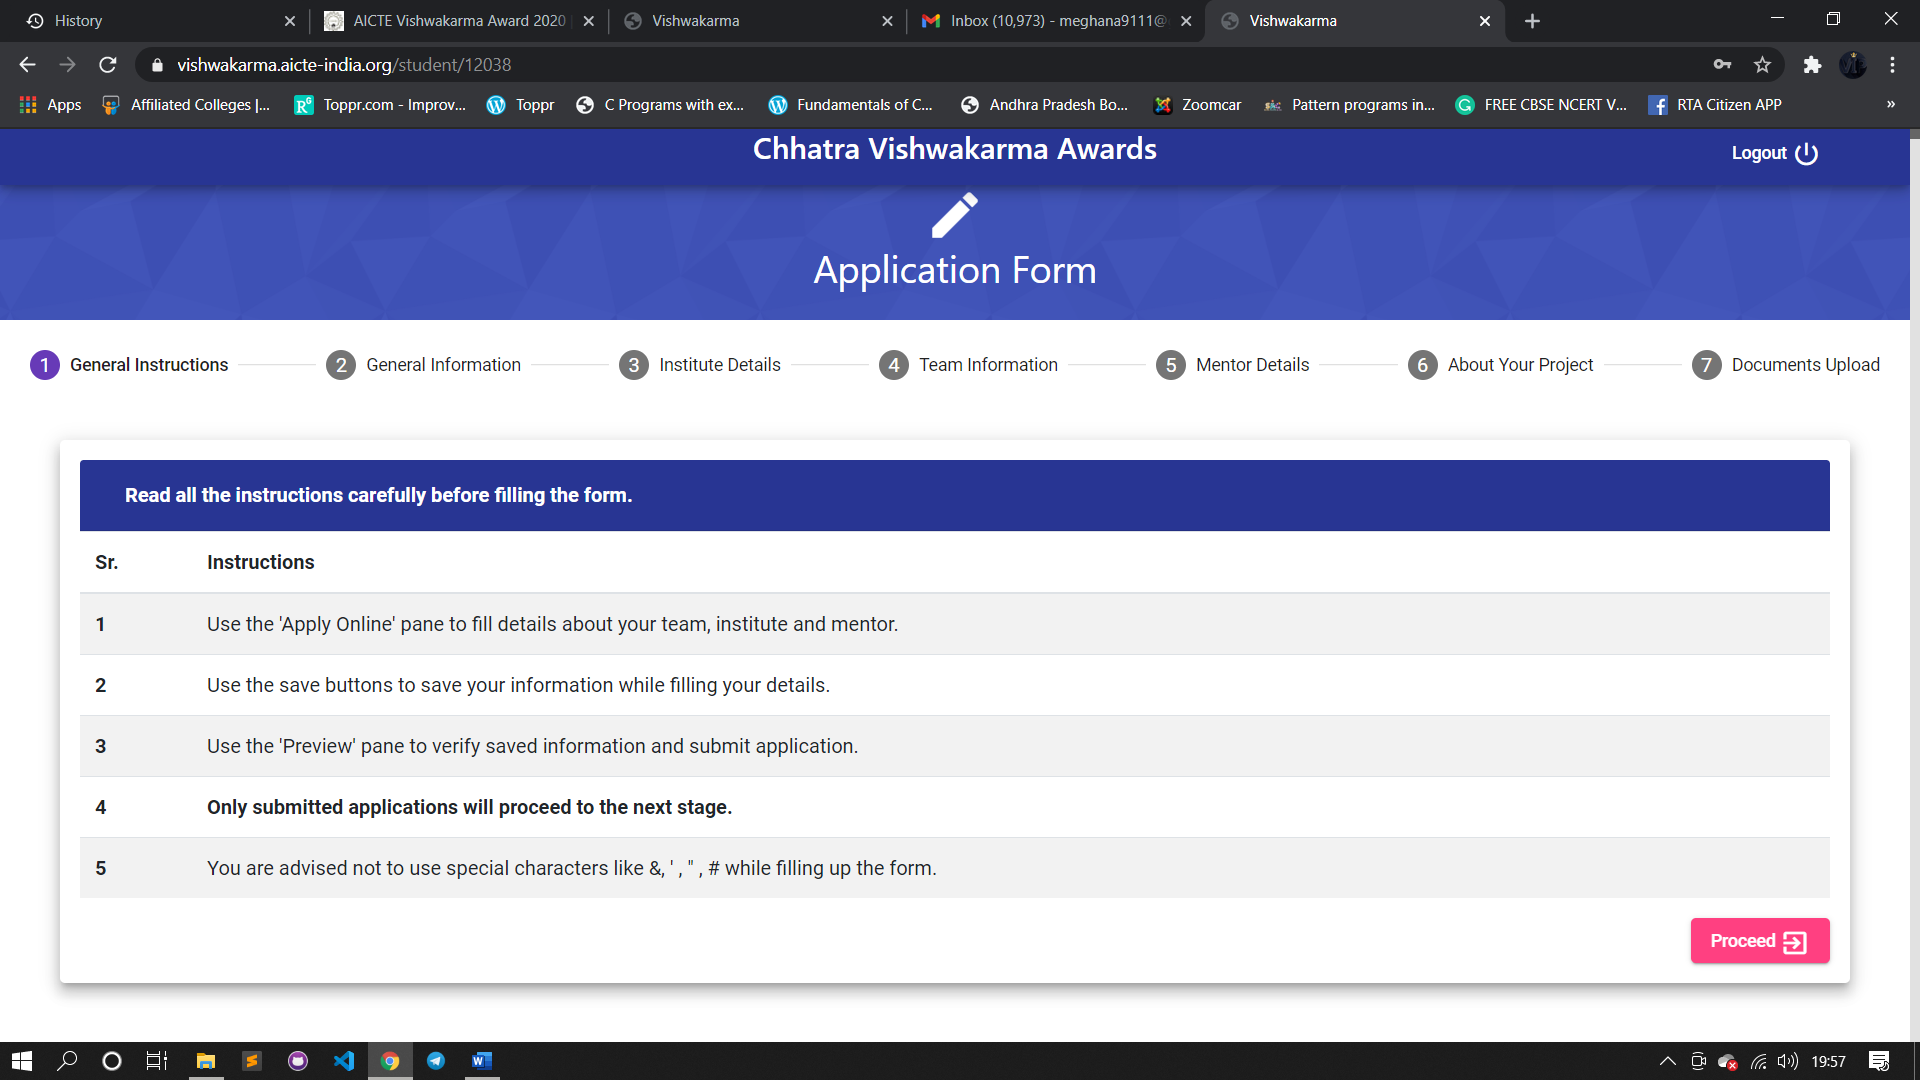 History
AICTE Vishwakarma Award 2020
Vishwakarma
Inbox (10,973) - meghana9111@
Vishwakarma
vishwakarma.aicte-india.org/student/12038
Apps
Affiliated Colleges |...
Toppr.com - Improv...
Toppr
C Programs with ex...
Fundamentals of C...
Andhra Pradesh Bo...
Zoomcar
Pattern programs in...
FREE CBSE NCERT V...
RTA Citizen APP
»
Chhatra Vishwakarma Awards
Logout
Application Form
1 General Instructions
2 General Information
3 Institute Details
4 Team Information
5 Mentor Details
6 About Your Project
7 Documents Upload
Read all the instructions carefully before filling the form.
Sr. Instructions
1 Use the 'Apply Online' pane to fill details about your team, institute and mentor.
2 Use the save buttons to save your information while filling your details.
3 Use the 'Preview' pane to verify saved information and submit application.
4 Only submitted applications will proceed to the next stage.
5 You are advised not to use special characters like &, ' , " , # while filling up the form.
Proceed
19:57